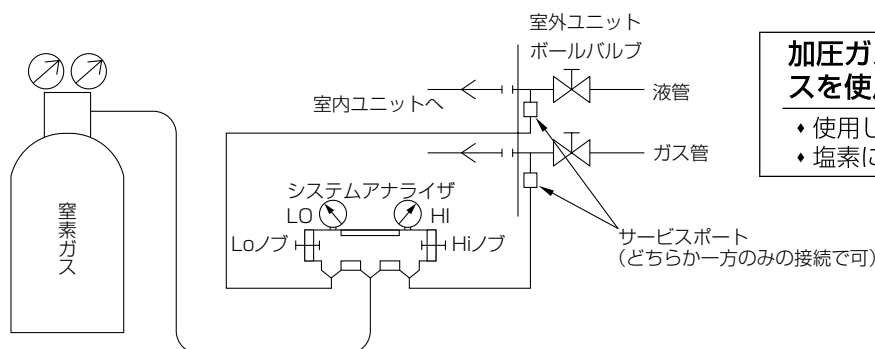 室外ユニット
ボールバルブ
液管
室内ユニットへ
ガス管
システムアナライザ
LO
HI
Loノブ
Hiノブ
サービスポート
(どちらか一方のみの接続で可)
窒素ガス
加圧ガ
スを使
♦ 使用し
♦ 塩素に